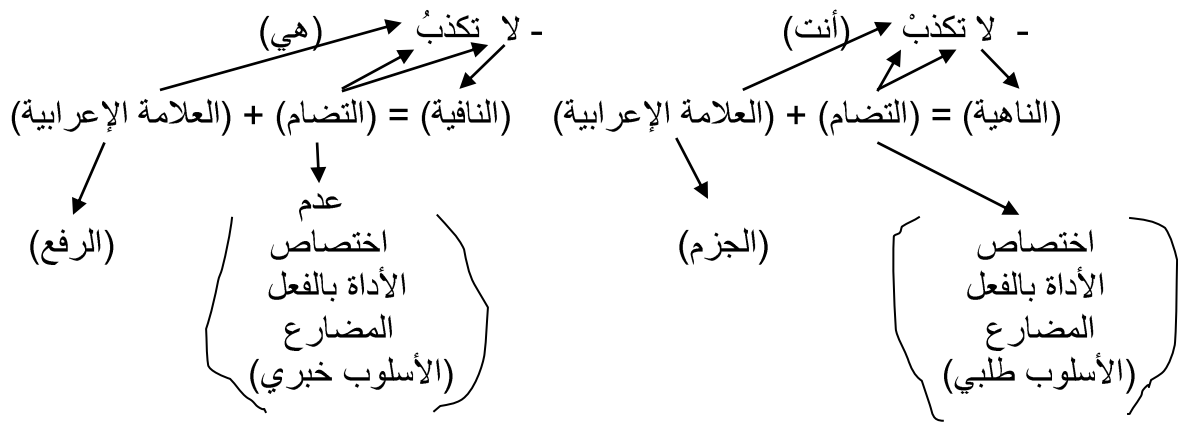 - لا تكذبْ (أنت)
(الناهية) = (التضام) + (العلامة الإعرابية)
(الجزم)
اختصاص
الأداة بالفعل
المضارع
(الأسلوب طلبي)
- لا تكذبُ (هي)
(النافية) = (التضام) + (العلامة الإعرابية)
عدم
(الرفع)
اختصاص
الأداة بالفعل
المضارع
(الأسلوب خبري)